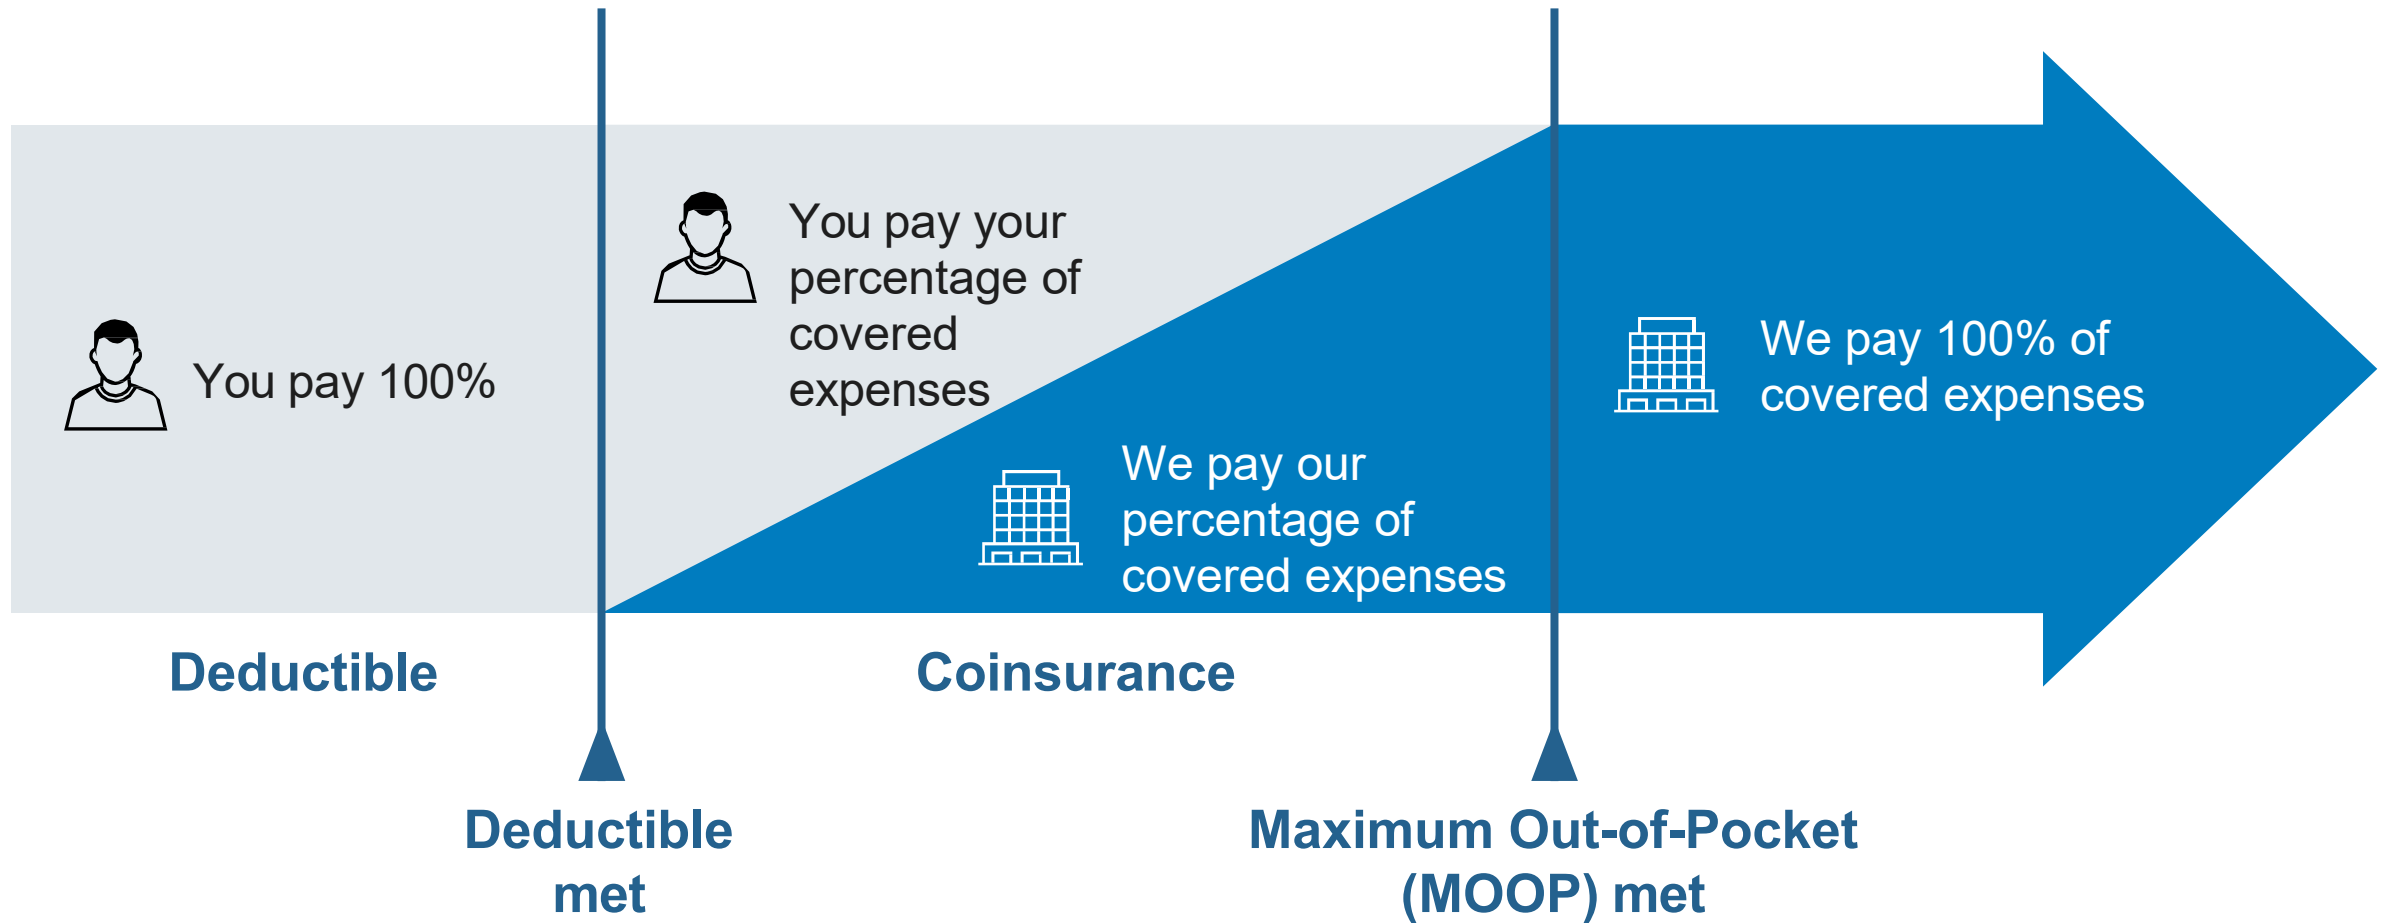 You pay 100%
You pay your
percentage of
covered
expenses
We pay our
percentage of
covered expenses
We pay 100% of
covered expenses
Deductible
Coinsurance
Deductible
met
Maximum Out-of-Pocket
(MOOP) met